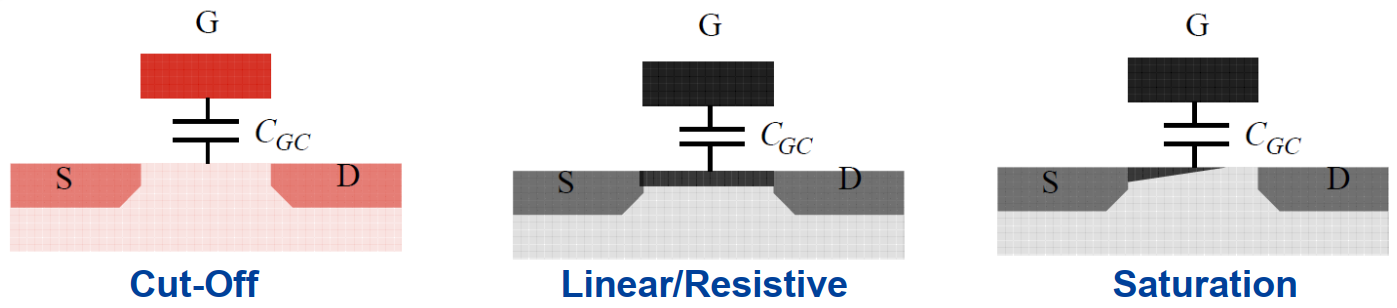 G
C_GC
S
D
Cut-Off
G
C_GC
S
D
Linear/Resistive
G
C_GC
S
D
Saturation